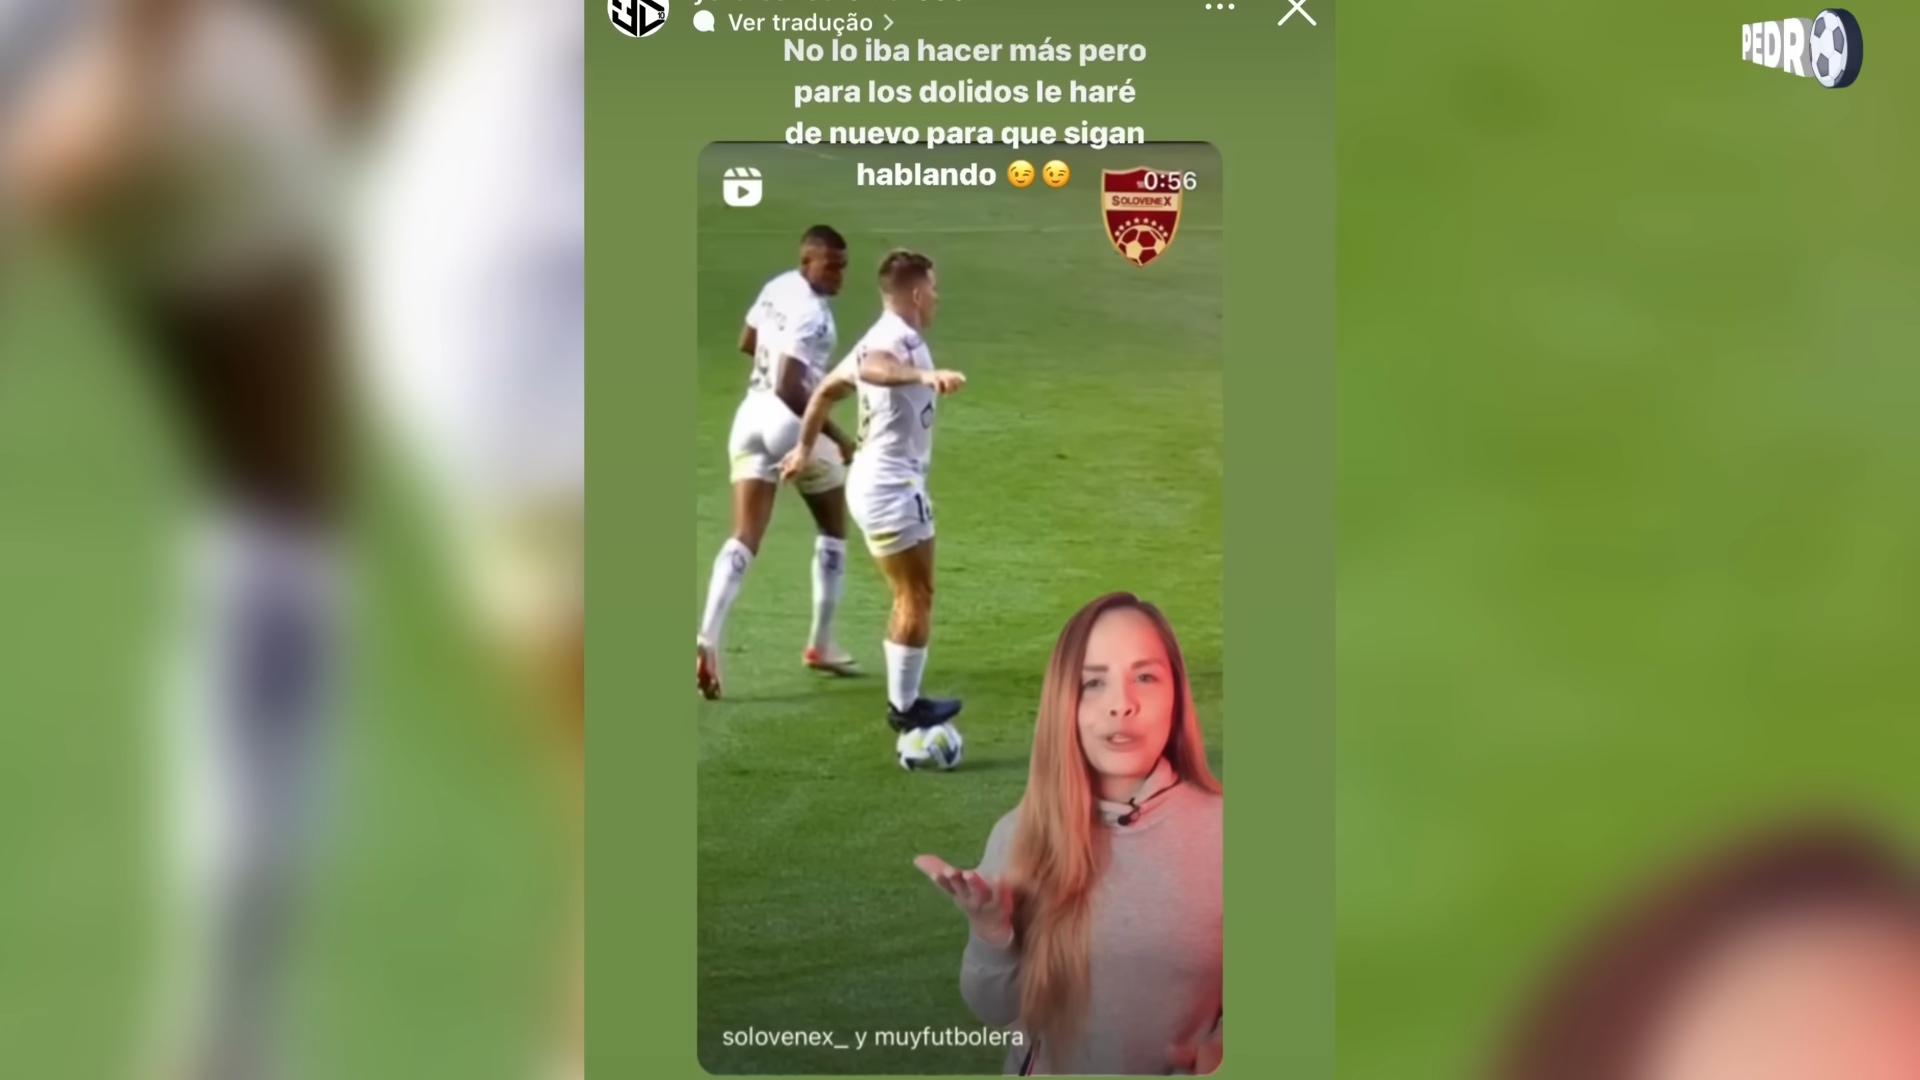 Ver tradução >
PEDR
No lo iba hacer más pero
para los dolidos le haré
de nuevo para que sigan
hablando 😉😉
0:56
SOLOVENEX
solovenex_ y muyfutbolera